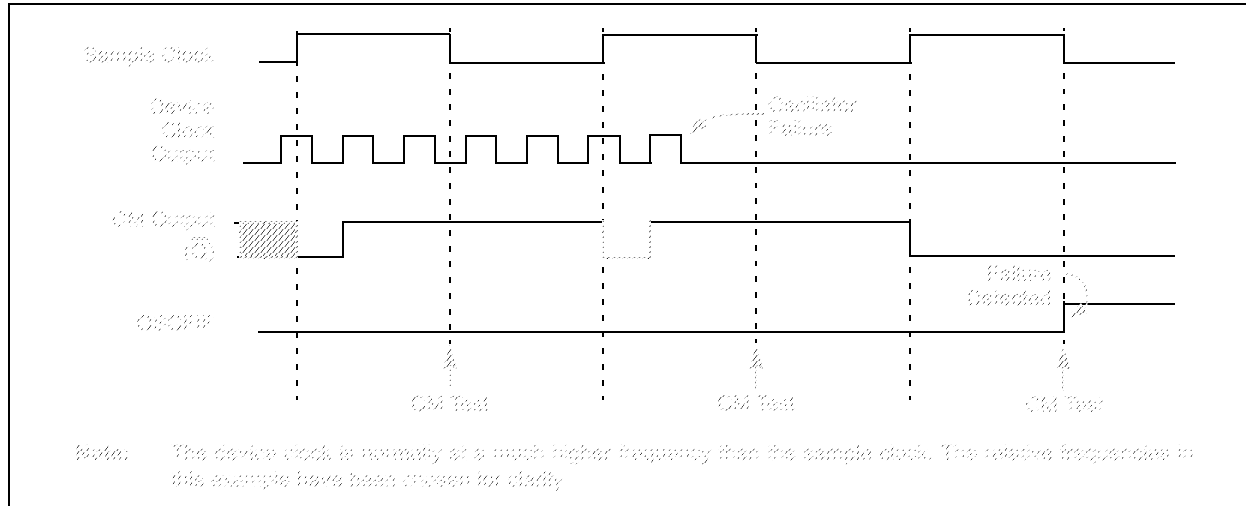 Sample Clock
Device
Clock
Output
Oscillator
Failure
CM Output
(Q)
Failure
Detected
OSCFIF
CM Test
CM Test
CM Test
Note: The device clock is normally at a much higher frequency than the sample clock. The relative frequencies in
this example have been chosen for clarity